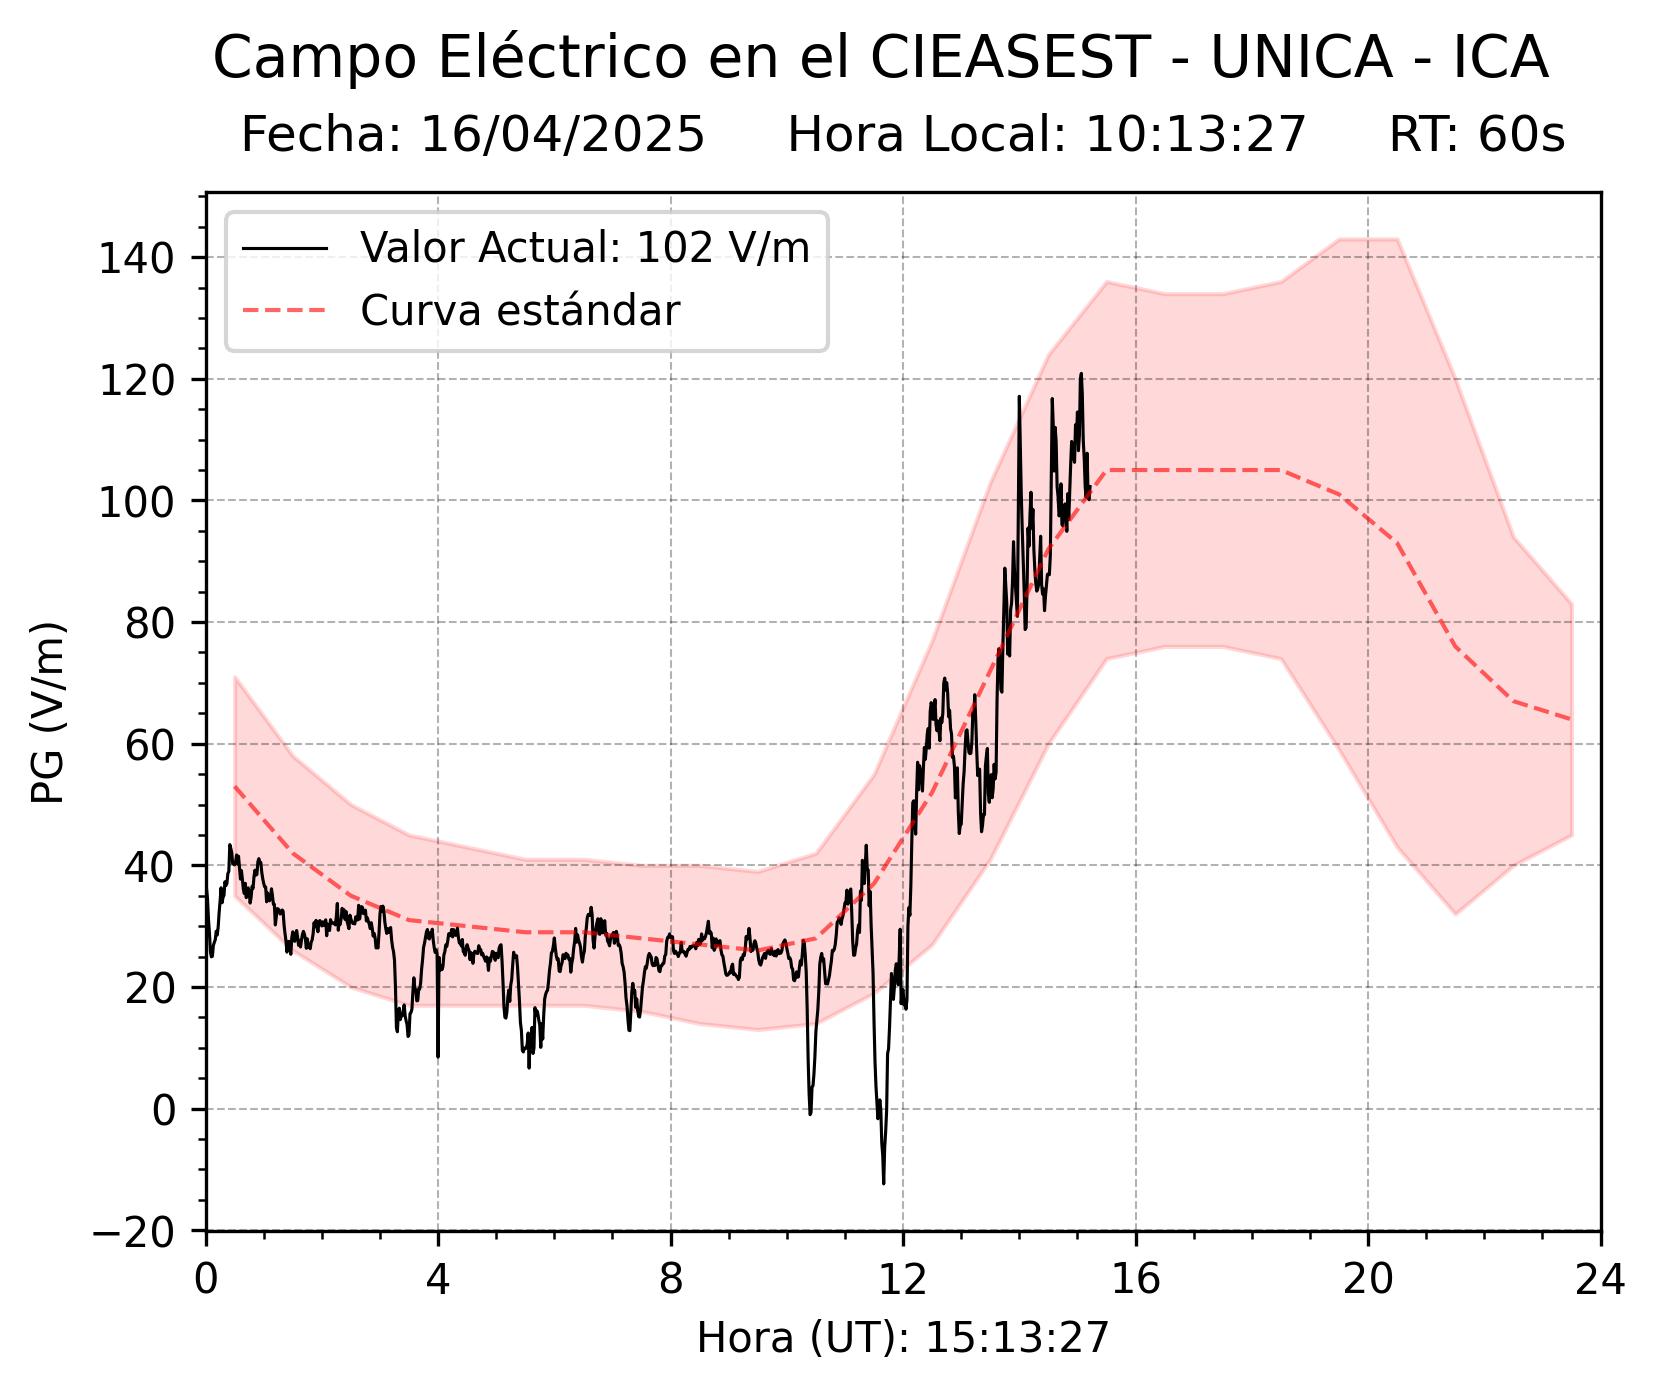 Campo Eléctrico en el CIEASEST - UNICA - ICA
Fecha: 16/04/2025 Hora Local: 10:13:27 RT: 60s
Valor Actual: 102 V/m
Curva estándar
PG (V/m)
140
120
100
80
60
40
20
0
−20
0 4 8 12 16 20 24
Hora (UT): 15:13:27